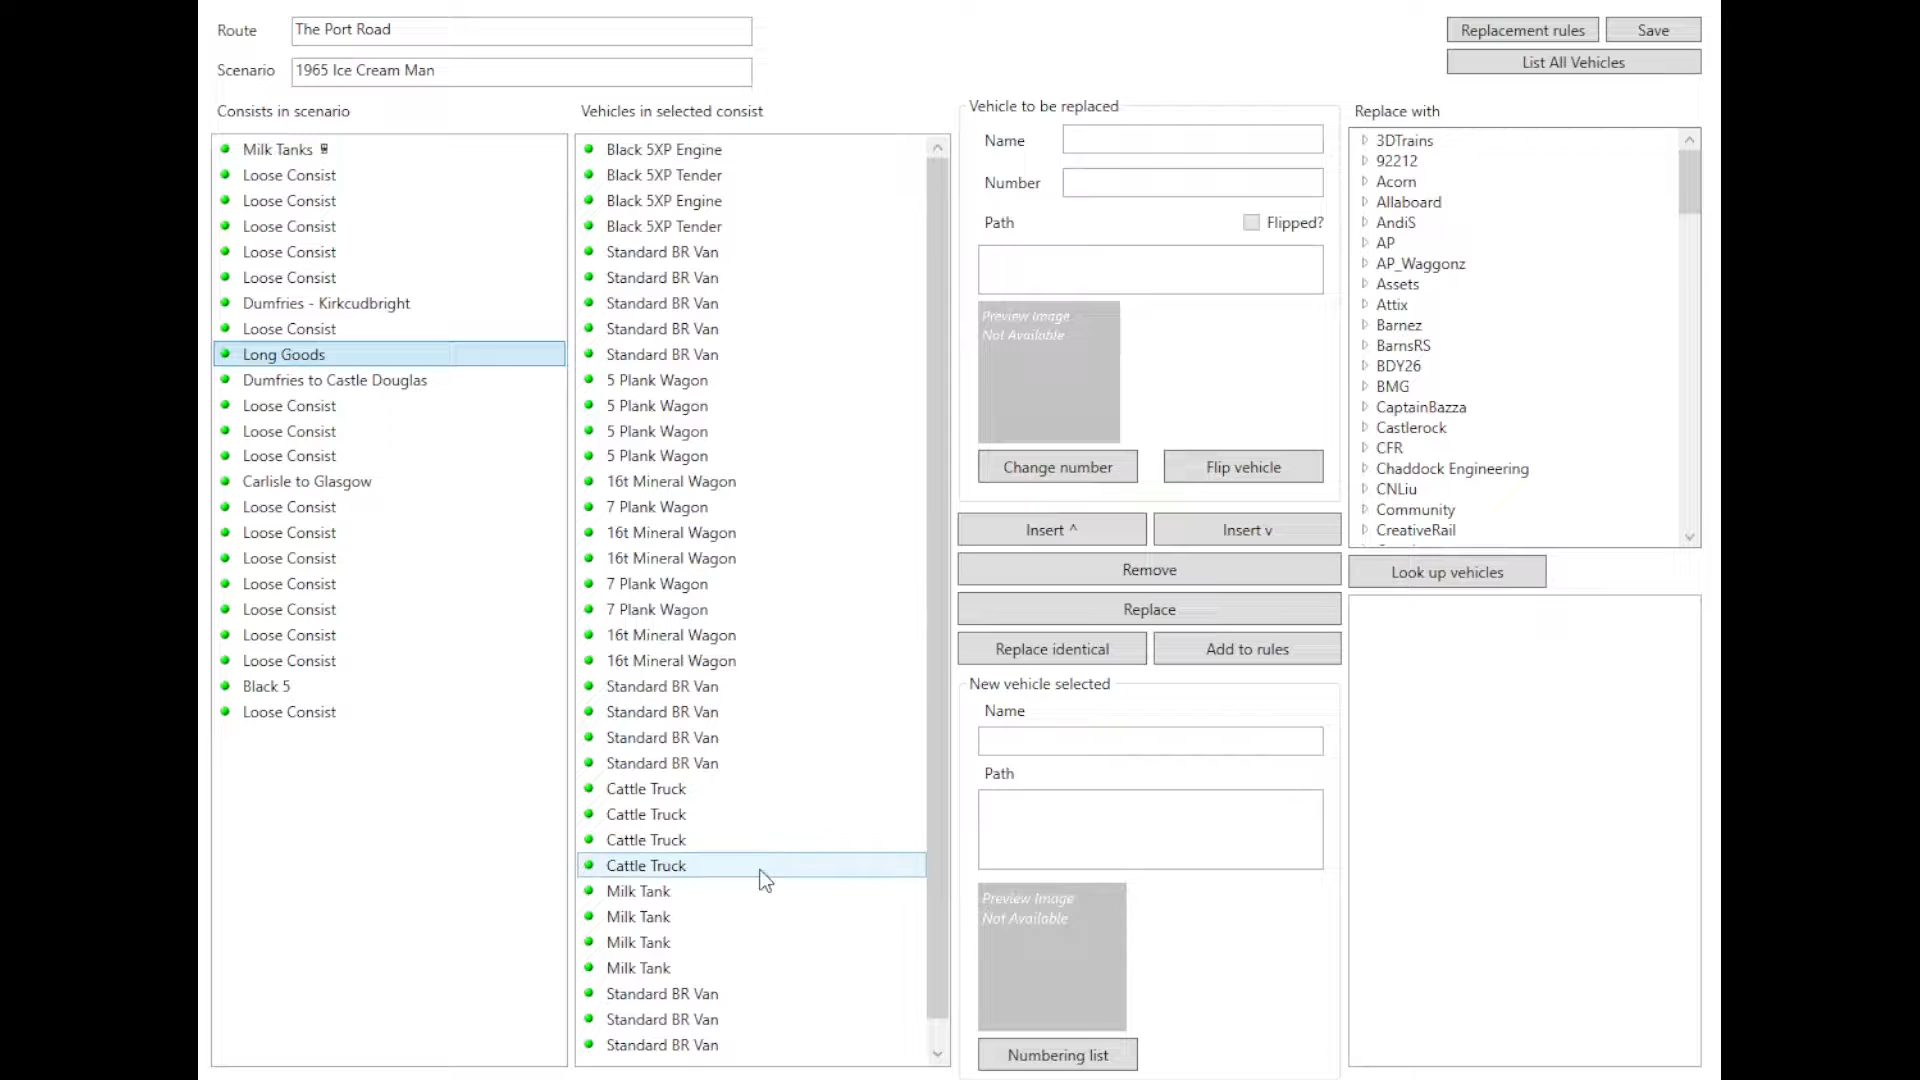 Route
The Port Road
Scenario
1965 Ice Cream Man
Replacement rules
Save
List All Vehicles
Consists in scenario
Milk Tanks
Loose Consist
Loose Consist
Loose Consist
Loose Consist
Loose Consist
Dumfries - Kirkcudbright
Loose Consist
Long Goods
Dumfries to Castle Douglas
Loose Consist
Loose Consist
Loose Consist
Carlisle to Glasgow
Loose Consist
Loose Consist
Loose Consist
Loose Consist
Loose Consist
Loose Consist
Loose Consist
Black 5
Loose Consist
Vehicles in selected consist
Black 5XP Engine
Black 5XP Tender
Black 5XP Engine
Black 5XP Tender
Standard BR Van
Standard BR Van
Standard BR Van
Standard BR Van
Standard BR Van
5 Plank Wagon
5 Plank Wagon
5 Plank Wagon
5 Plank Wagon
16t Mineral Wagon
7 Plank Wagon
16t Mineral Wagon
16t Mineral Wagon
7 Plank Wagon
7 Plank Wagon
16t Mineral Wagon
16t Mineral Wagon
Standard BR Van
Standard BR Van
Standard BR Van
Standard BR Van
Cattle Truck
Cattle Truck
Cattle Truck
Cattle Truck
Milk Tank
Milk Tank
Milk Tank
Milk Tank
Standard BR Van
Standard BR Van
Standard BR Van
Vehicle to be replaced
Name
Number
Path
Flipped?
Preview Image
Not Available
Change number
Flip vehicle
Insert ^
Insert v
Remove
Replace
Replace identical
Add to rules
New vehicle selected
Name
Path
Preview Image
Not Available
Numbering list
Replace with
3DTrains
92212
Acorn
Allaboard
AndiS
AP
AP_Waggonz
Assets
Attix
Barnez
BarnsRS
BDY26
BMG
CaptainBazza
Castlerock
CFR
Chaddock Engineering
CNLiu
Community
CreativeRail
Look up vehicles